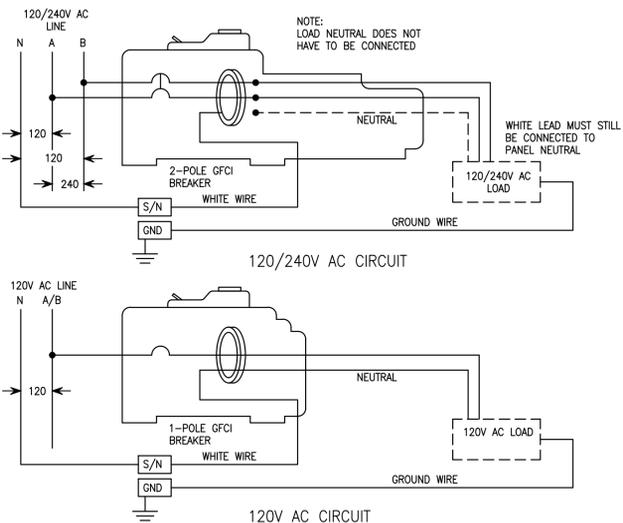 120/240V AC
LINE
N A B
NOTE:
LOAD NEUTRAL DOES NOT
HAVE TO BE CONNECTED
120
120
240
NEUTRAL
WHITE LEAD MUST STILL
BE CONNECTED TO
PANEL NEUTRAL
2-POLE GFCI
BREAKER
120/240V AC
LOAD
WHITE WIRE
S/N
GND
GROUND WIRE
120/240V AC CIRCUIT
120V AC LINE
N A/B
120
NEUTRAL
1-POLE GFCI
BREAKER
120V AC LOAD
WHITE WIRE
S/N
GND
GROUND WIRE
120V AC CIRCUIT